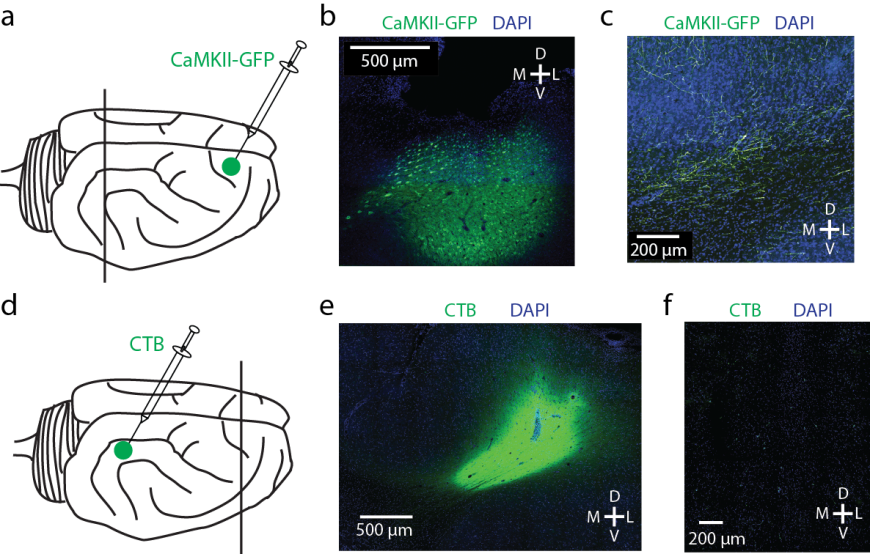 a
CaMKII-GFP
b
CaMKII-GFP DAPI
500 µm
D
M L
V
c
CaMKII-GFP DAPI
200 µm
D
M L
V
d
CTB
e
CTB DAPI
500 µm
D
M L
V
f
CTB DAPI
200 µm
D
M L
V